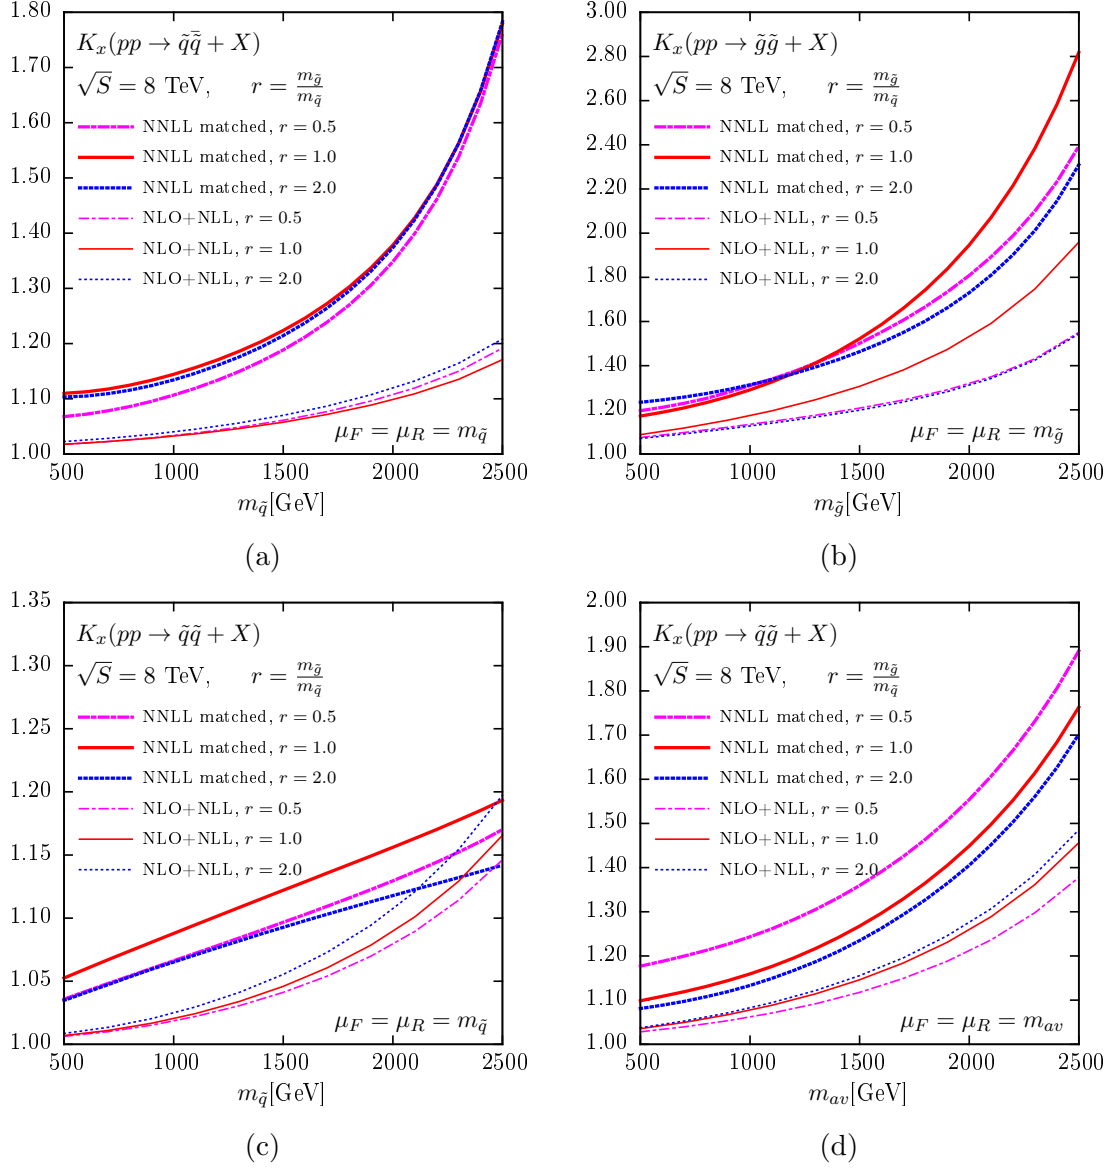 1.80
1.70
1.60
1.50
1.40
1.30
1.20
1.10
1.00
500 1000 1500 2000 2500
K_x(pp → q̃q̃̄ + X)
√S = 8 TeV, r = m_g̃/m_q̃
NNLL matched, r = 0.5
NNLL matched, r = 1.0
NNLL matched, r = 2.0
NLO+NLL, r = 0.5
NLO+NLL, r = 1.0
NLO+NLL, r = 2.0
μ_F = μ_R = m_q̃
m_q̃[GeV]
(a)
3.00
2.80
2.60
2.40
2.20
2.00
1.80
1.60
1.40
1.20
1.00
500 1000 1500 2000 2500
K_x(pp → g̃g̃ + X)
√S = 8 TeV, r = m_g̃/m_q̃
NNLL matched, r = 0.5
NNLL matched, r = 1.0
NNLL matched, r = 2.0
NLO+NLL, r = 0.5
NLO+NLL, r = 1.0
NLO+NLL, r = 2.0
μ_F = μ_R = m_g̃
m_g̃[GeV]
(b)
1.35
1.30
1.25
1.20
1.15
1.10
1.05
1.00
500 1000 1500 2000 2500
K_x(pp → q̃q̃ + X)
√S = 8 TeV, r = m_g̃/m_q̃
NNLL matched, r = 0.5
NNLL matched, r = 1.0
NNLL matched, r = 2.0
NLO+NLL, r = 0.5
NLO+NLL, r = 1.0
NLO+NLL, r = 2.0
μ_F = μ_R = m_q̃
m_q̃[GeV]
(c)
2.00
1.90
1.80
1.70
1.60
1.50
1.40
1.30
1.20
1.10
1.00
500 1000 1500 2000 2500
K_x(pp → q̃g̃ + X)
√S = 8 TeV, r = m_g̃/m_q̃
NNLL matched, r = 0.5
NNLL matched, r = 1.0
NNLL matched, r = 2.0
NLO+NLL, r = 0.5
NLO+NLL, r = 1.0
NLO+NLL, r = 2.0
μ_F = μ_R = m_av
m_av[GeV]
(d)